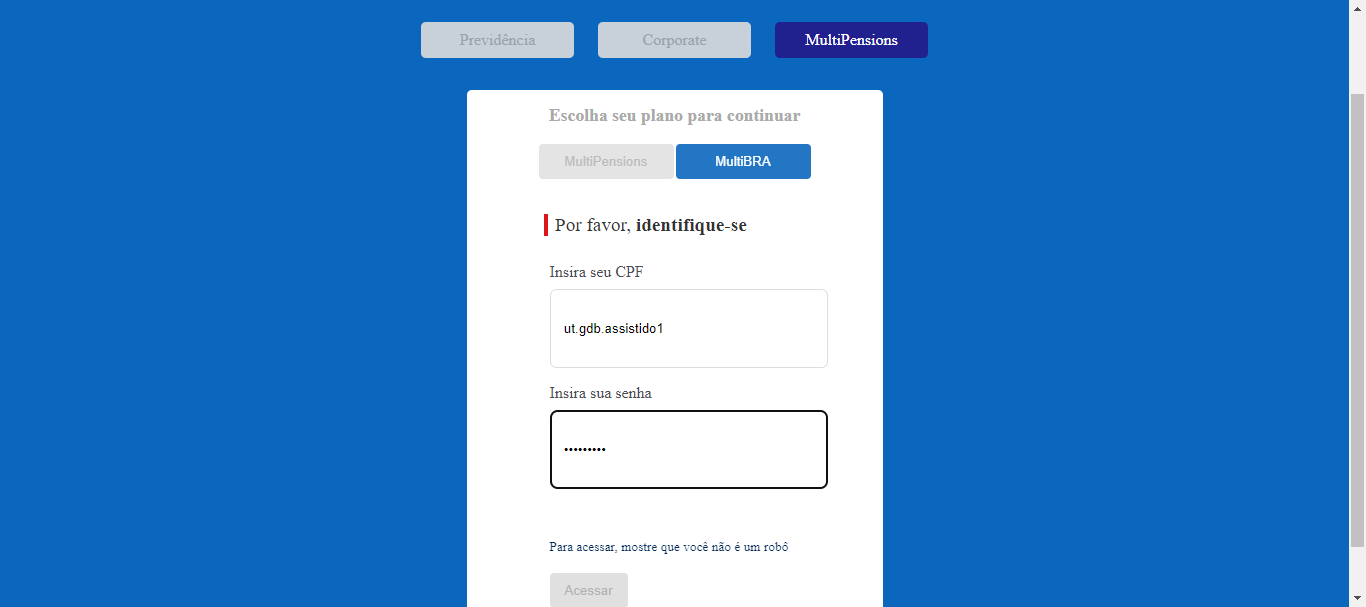 Previdência Corporate MultiPensions
Escolha seu plano para continuar
MultiPensions MultiBRA
Por favor, identifique-se
Insira seu CPF
ut.gdb.assistido1
Insira sua senha
•••••••••
Para acessar, mostre que você não é um robô
Acessar